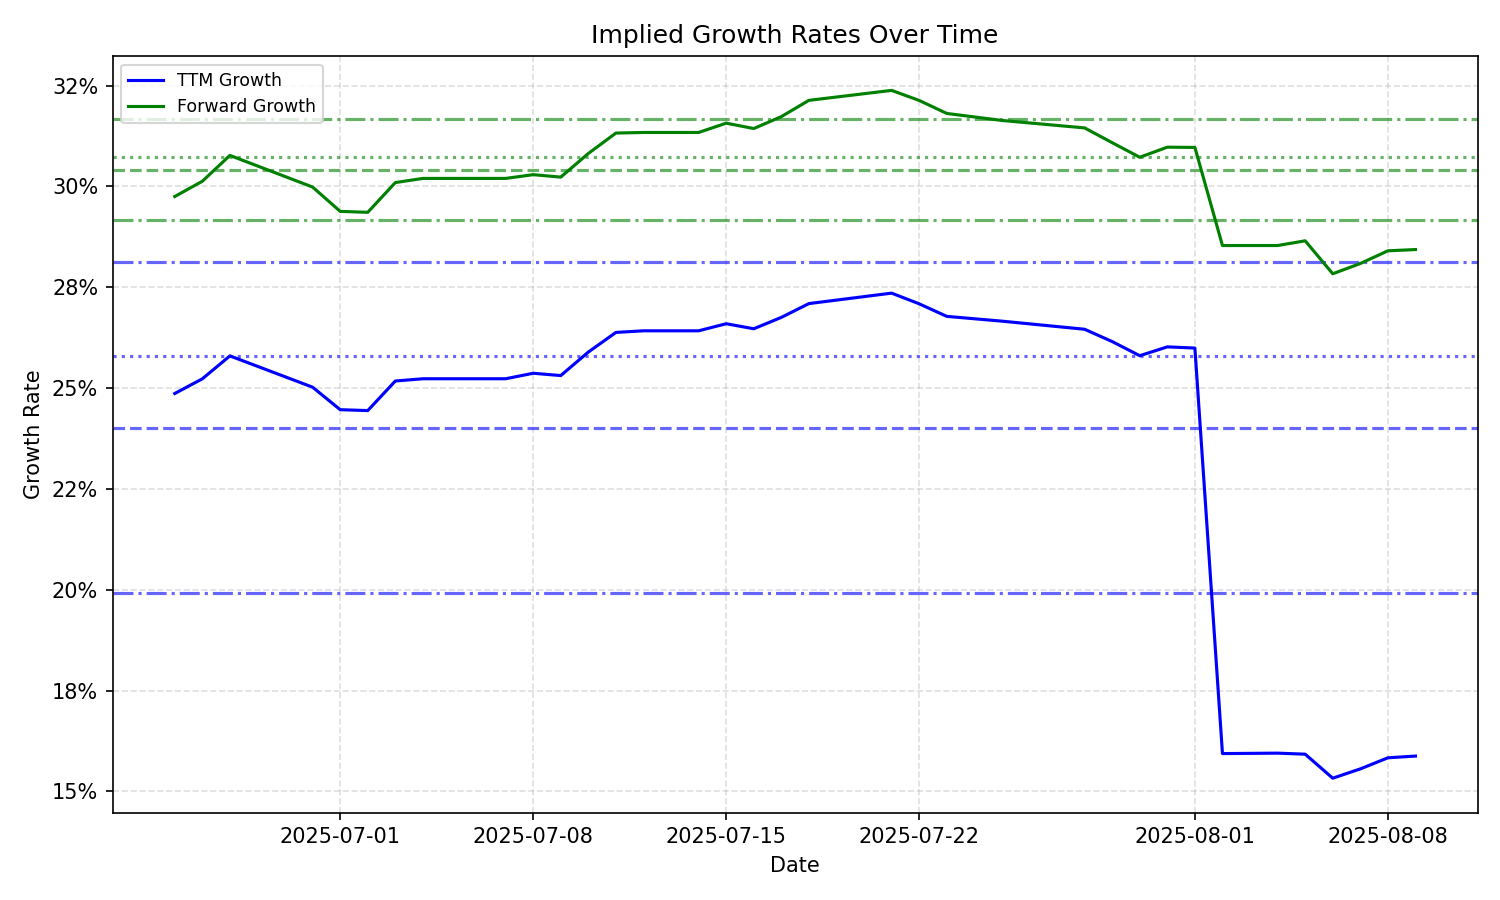 Implied Growth Rates Over Time
TTM Growth
Forward Growth
32%
30%
28%
25%
22%
20%
18%
15%
Growth Rate
2025-07-01
2025-07-08
2025-07-15
2025-07-22
2025-08-01
2025-08-08
Date